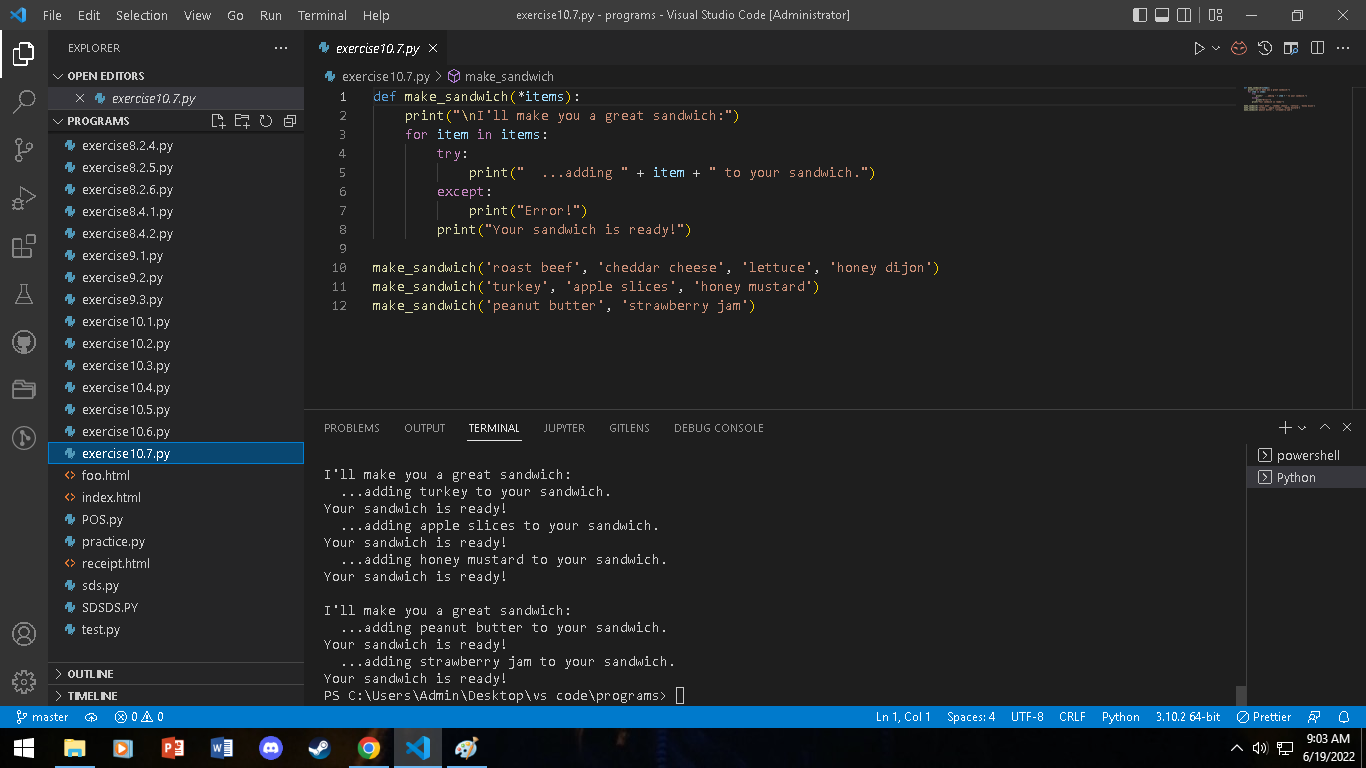 File Edit Selection View Go Run Terminal Help
exercise10.7.py - programs - Visual Studio Code [Administrator]
EXPLORER
OPEN EDITORS
exercise10.7.py
PROGRAMS
exercise8.2.4.py
exercise8.2.5.py
exercise8.2.6.py
exercise8.4.1.py
exercise8.4.2.py
exercise9.1.py
exercise9.2.py
exercise9.3.py
exercise10.1.py
exercise10.2.py
exercise10.3.py
exercise10.4.py
exercise10.5.py
exercise10.6.py
exercise10.7.py
foo.html
index.html
POS.py
practice.py
receipt.html
sds.py
SDSDS.PY
test.py
OUTLINE
TIMELINE
exercise10.7.py
exercise10.7.py > make_sandwich
1 def make_sandwich(*items):
2 print("\nI'll make you a great sandwich:")
3 for item in items:
4 try:
5 print("  ...adding " + item + " to your sandwich.")
6 except:
7 print("Error!")
8 print("Your sandwich is ready!")
9
10 make_sandwich('roast beef', 'cheddar cheese', 'lettuce', 'honey dijon')
11 make_sandwich('turkey', 'apple slices', 'honey mustard')
12 make_sandwich('peanut butter', 'strawberry jam')
PROBLEMS OUTPUT TERMINAL JUPYTER GITLENS DEBUG CONSOLE
I'll make you a great sandwich:
...adding turkey to your sandwich.
Your sandwich is ready!
...adding apple slices to your sandwich.
Your sandwich is ready!
...adding honey mustard to your sandwich.
Your sandwich is ready!
I'll make you a great sandwich:
...adding peanut butter to your sandwich.
Your sandwich is ready!
...adding strawberry jam to your sandwich.
Your sandwich is ready!
PS C:\Users\Admin\Desktop\vs code\programs>
powershell
Python
master 0 0 Ln 1, Col 1 Spaces: 4 UTF-8 CRLF Python 3.10.2 64-bit Prettier
9:03 AM
6/19/2022